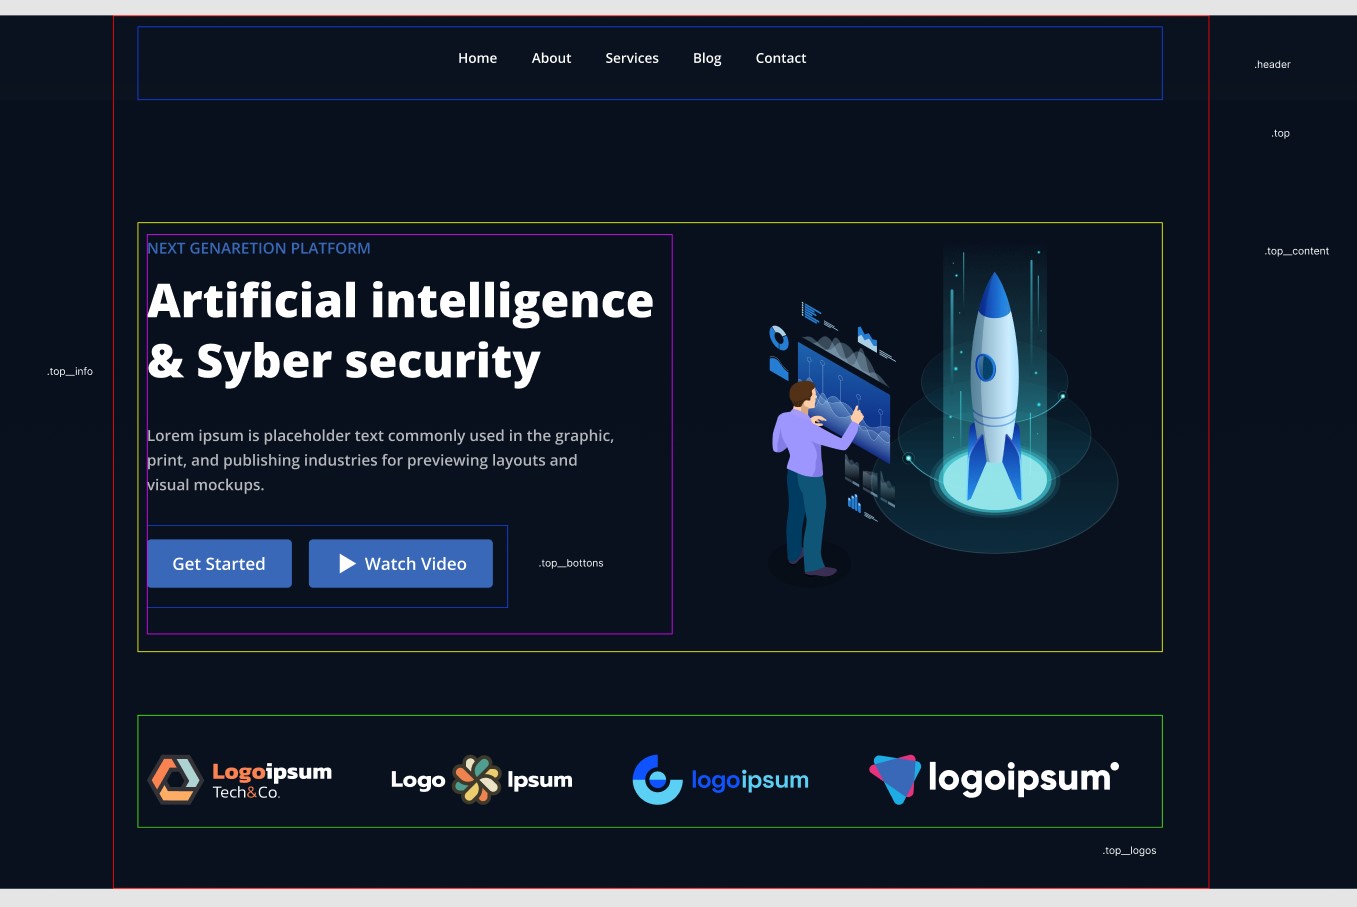 Home About Services Blog Contact
.header
.top
.top__content
NEXT GENARETION PLATFORM
Artificial intelligence
& Syber security
.top__info
Lorem ipsum is placeholder text commonly used in the graphic,
print, and publishing industries for previewing layouts and
visual mockups.
Get Started
Watch Video
.top__bottons
Logoipsum
Tech&Co.
Logo Ipsum
logoipsum
logoipsum
.top__logos